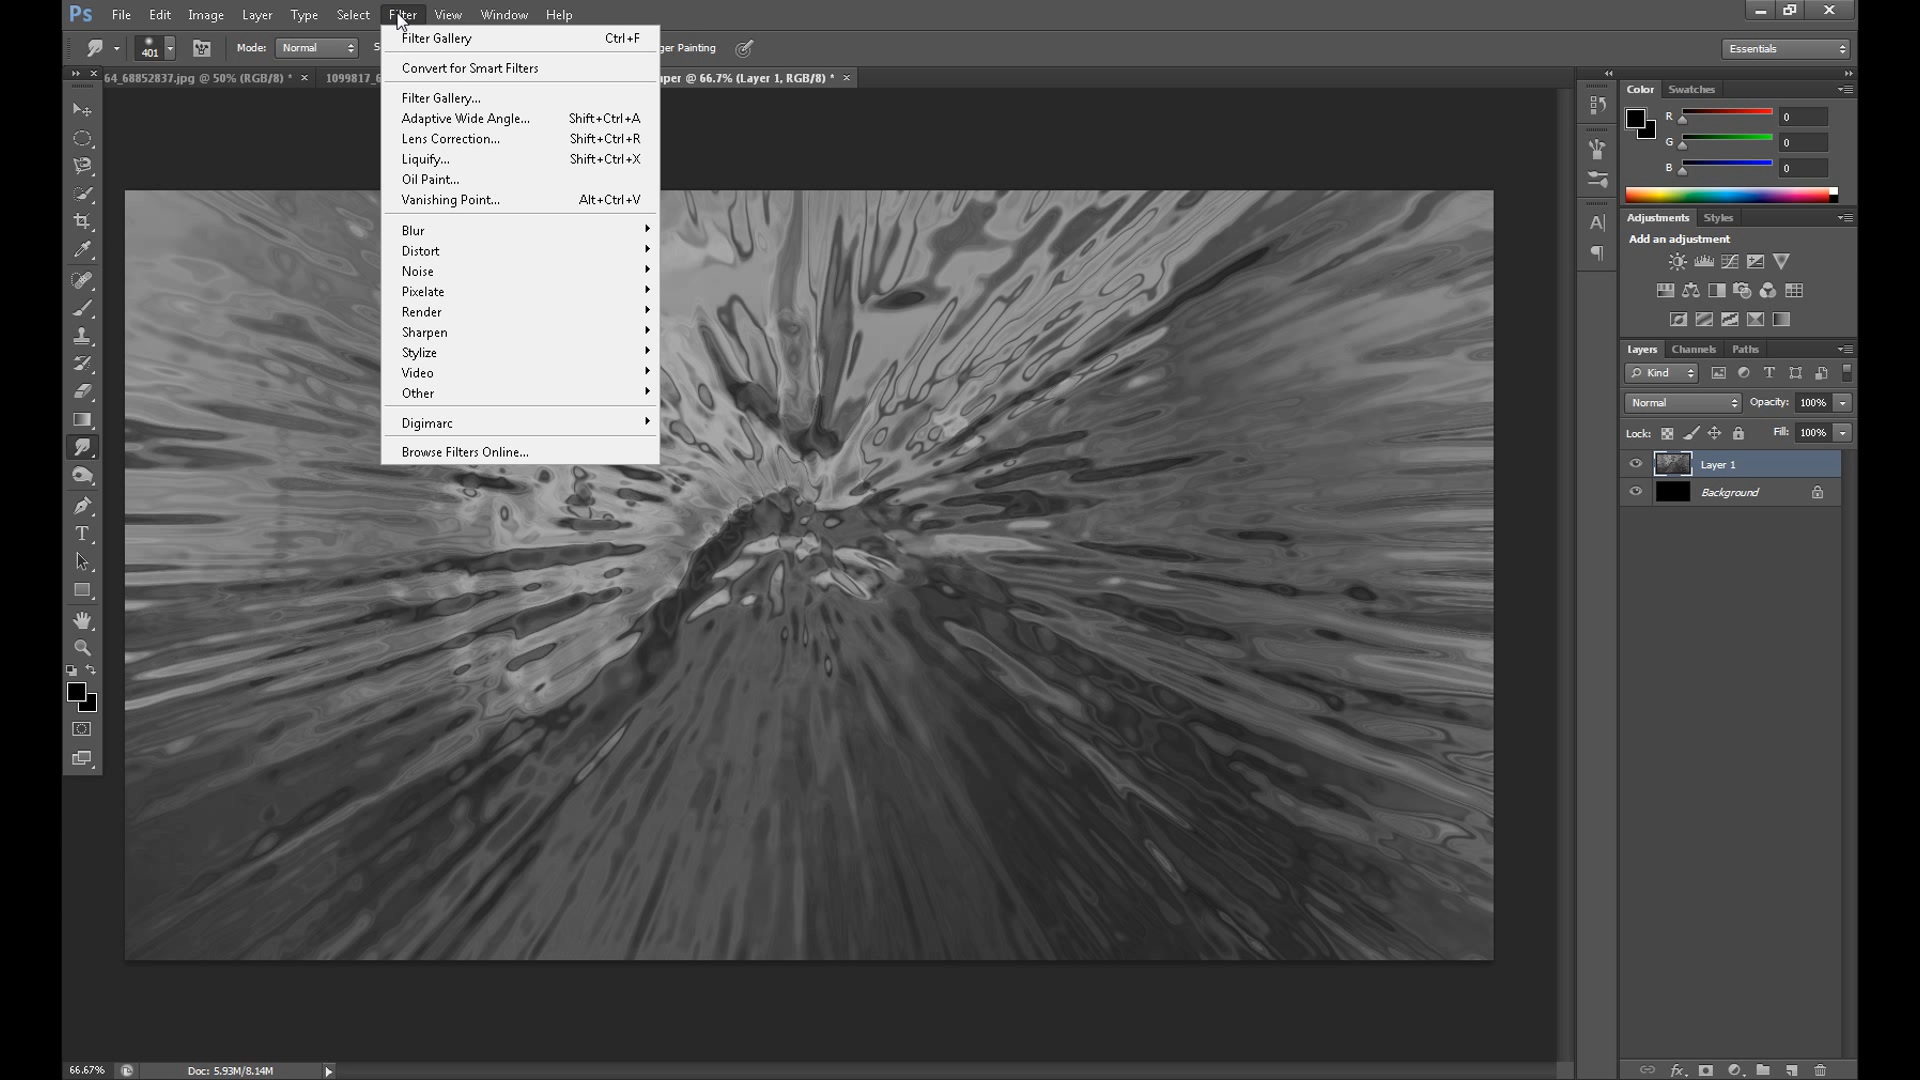 Ps File Edit Image Layer Type Select Filter View Window Help
401 Mode: Normal ger Painting Essentials
64_68852837.jpg @ 50% (RGB/8) * × 1099817_6 per @ 66.7% (Layer 1, RGB/8) * ×
Filter Gallery Ctrl+F
Convert for Smart Filters
Filter Gallery...
Adaptive Wide Angle... Shift+Ctrl+A
Lens Correction... Shift+Ctrl+R
Liquify... Shift+Ctrl+X
Oil Paint...
Vanishing Point... Alt+Ctrl+V
Blur
Distort
Noise
Pixelate
Render
Sharpen
Stylize
Video
Other
Digimarc
Browse Filters Online...
Color Swatches
R 0
G 0
B 0
Adjustments Styles
Add an adjustment
Layers Channels Paths
Kind
Normal Opacity: 100%
Lock: Fill: 100%
Layer 1
Background
66.67% Doc: 5.93M/8.14M